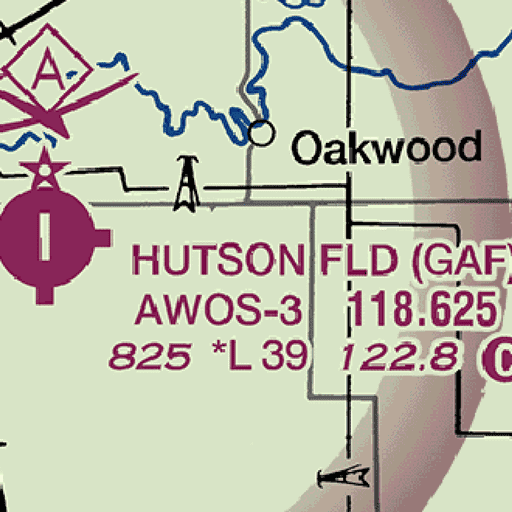 A
Oakwood
HUTSON FLD (GAF)
AWOS-3 118.625
825 *L 39 122.8 C